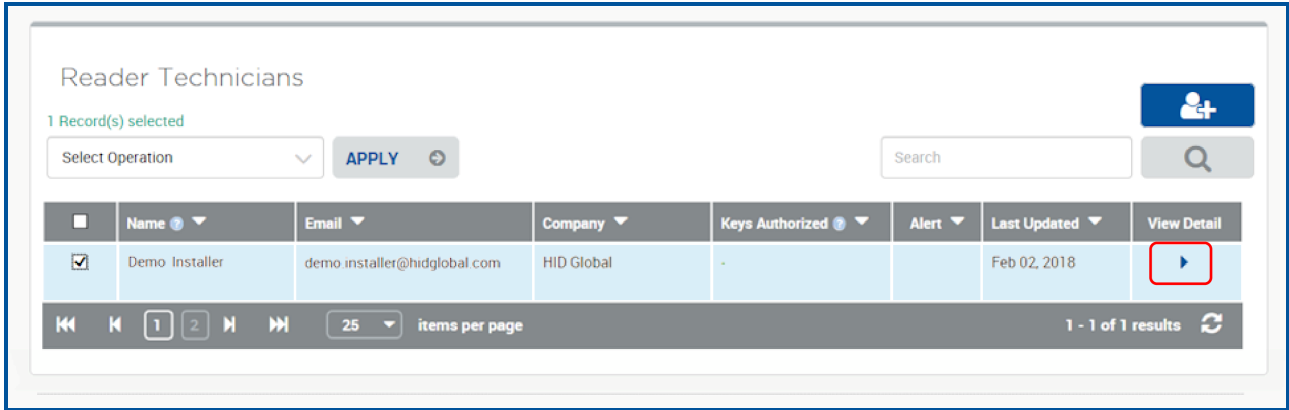 Reader Technicians
1 Record(s) selected
Select Operation APPLY Search
Name ? Email Company Keys Authorized ? Alert Last Updated View Detail
Demo Installer demo.installer@hidglobal.com HID Global - Feb 02, 2018
1 2 25 items per page 1 - 1 of 1 results